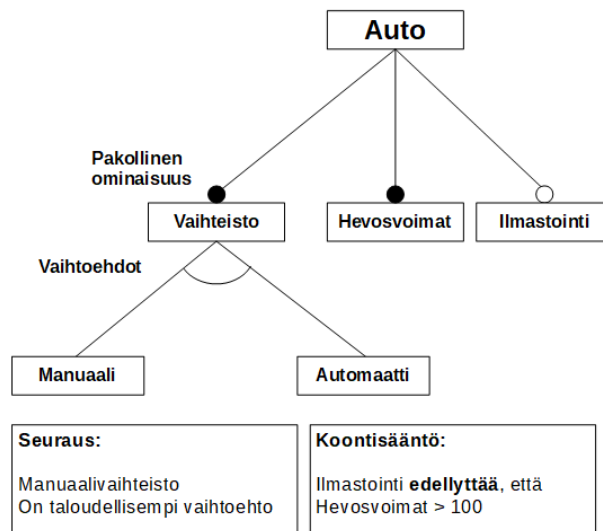 Auto
Pakollinen
ominaisuus
Vaihteisto
Hevosvoimat
Ilmastointi
Vaihtoehdot
Manuaali
Automaatti
Seuraus:
Manuaalivaihteisto
On taloudellisempi vaihtoehto
Koontisääntö:
Ilmastointi edellyttää, että
Hevosvoimat > 100